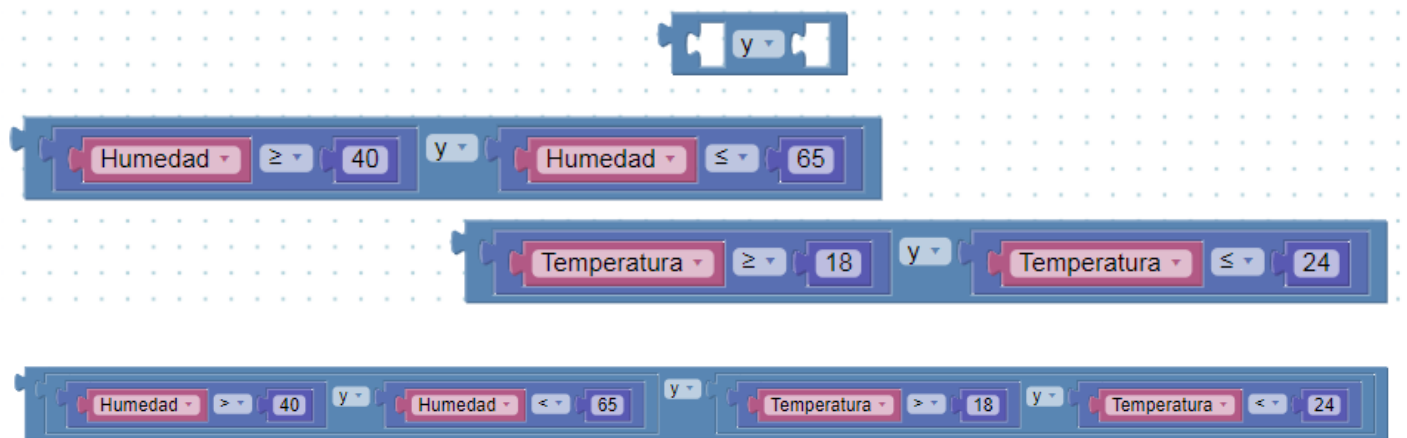 y
Humedad ≥ 40 y Humedad ≤ 65
Temperatura ≥ 18 y Temperatura ≤ 24
Humedad > 40 y Humedad < 65 y Temperatura > 18 y Temperatura < 24